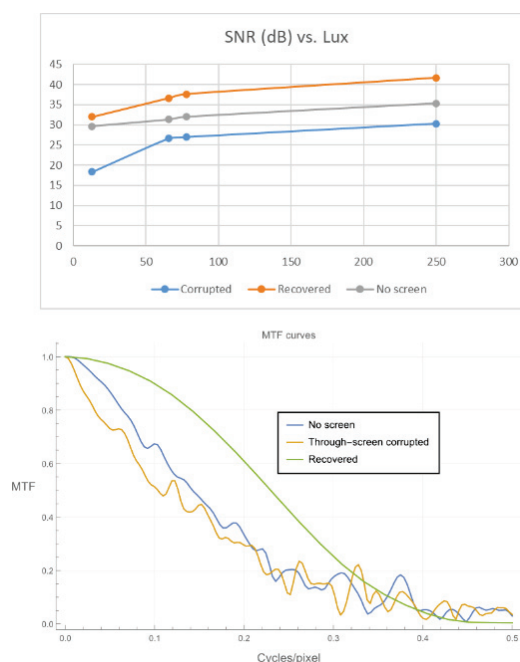 SNR (dB) vs. Lux
45
40
35
30
25
20
15
10
5
0
0 50 100 150 200 250 300
Corrupted Recovered No screen
MTF curves
1.0
0.8
0.6
0.4
0.2
0.0
MTF
No screen
Through-screen corrupted
Recovered
0.0 0.1 0.2 0.3 0.4 0.5
Cycles/pixel